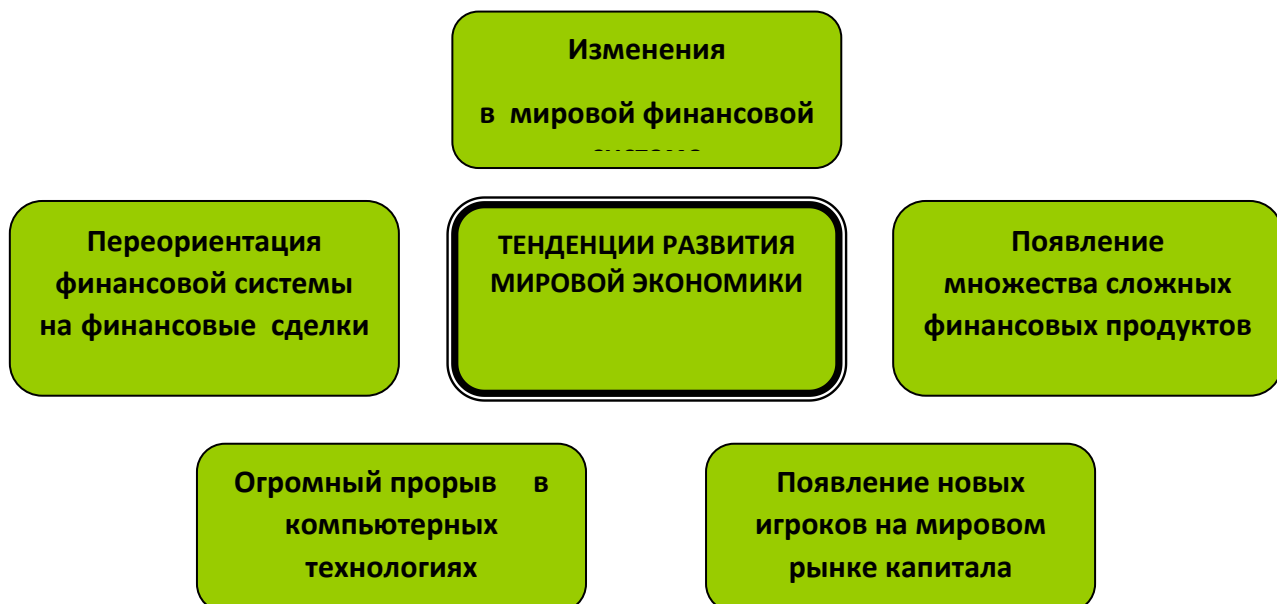 Изменения
в мировой финансовой
системе
Переориентация
финансовой системы
на финансовые сделки
ТЕНДЕНЦИИ РАЗВИТИЯ
МИРОВОЙ ЭКОНОМИКИ
Появление
множества сложных
финансовых продуктов
Огромный прорыв в
компьютерных
технологиях
Появление новых
игроков на мировом
рынке капитала